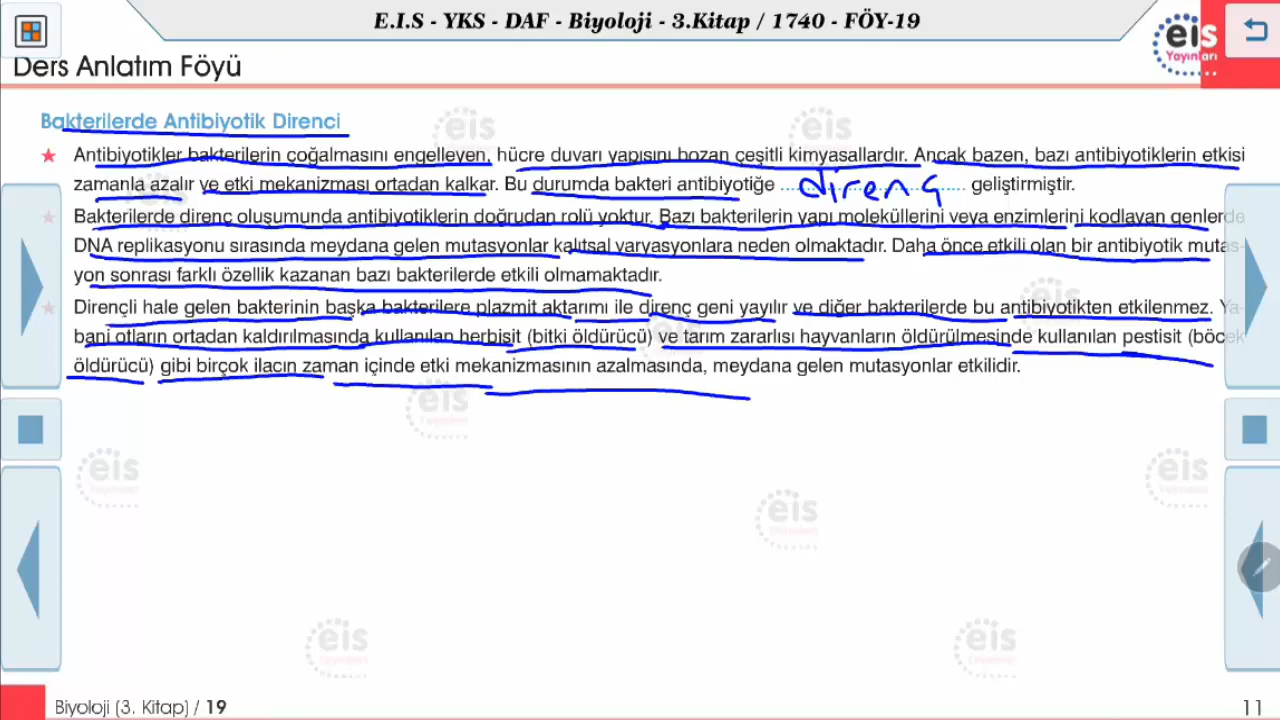 E.I.S - YKS - DAF - Biyoloji - 3.Kitap / 1740 - FÖY-19
eis
Yayınları
Ders Anlatım Föyü
Bakterilerde Antibiyotik Direnci
★ Antibiyotikler bakterilerin çoğalmasını engelleyen, hücre duvarı yapısını bozan çeşitli kimyasallardır. Ancak bazen, bazı antibiyotiklerin etkisi
zamanla azalır ve etki mekanizması ortadan kalkar. Bu durumda bakteri antibiyotiğe direnç geliştirmiştir.
★ Bakterilerde direnç oluşumunda antibiyotiklerin doğrudan rolü yoktur. Bazı bakterilerin yapı moleküllerini veya enzimlerini kodlayan genlerde
DNA replikasyonu sırasında meydana gelen mutasyonlar kalıtsal varyasyonlara neden olmaktadır. Daha önce etkili olan bir antibiyotik mutas-
yon sonrası farklı özellik kazanan bazı bakterilerde etkili olmamaktadır.
★ Dirençli hale gelen bakterinin başka bakterilere plazmit aktarımı ile direnç geni yayılır ve diğer bakterilerde bu antibiyotikten etkilenmez. Ya-
bani otların ortadan kaldırılmasında kullanılan herbisit (bitki öldürücü) ve tarım zararlısı hayvanların öldürülmesinde kullanılan pestisit (böcek
öldürücü) gibi birçok ilacın zaman içinde etki mekanizmasının azalmasında, meydana gelen mutasyonlar etkilidir.
Biyoloji (3. Kitap) / 19
11